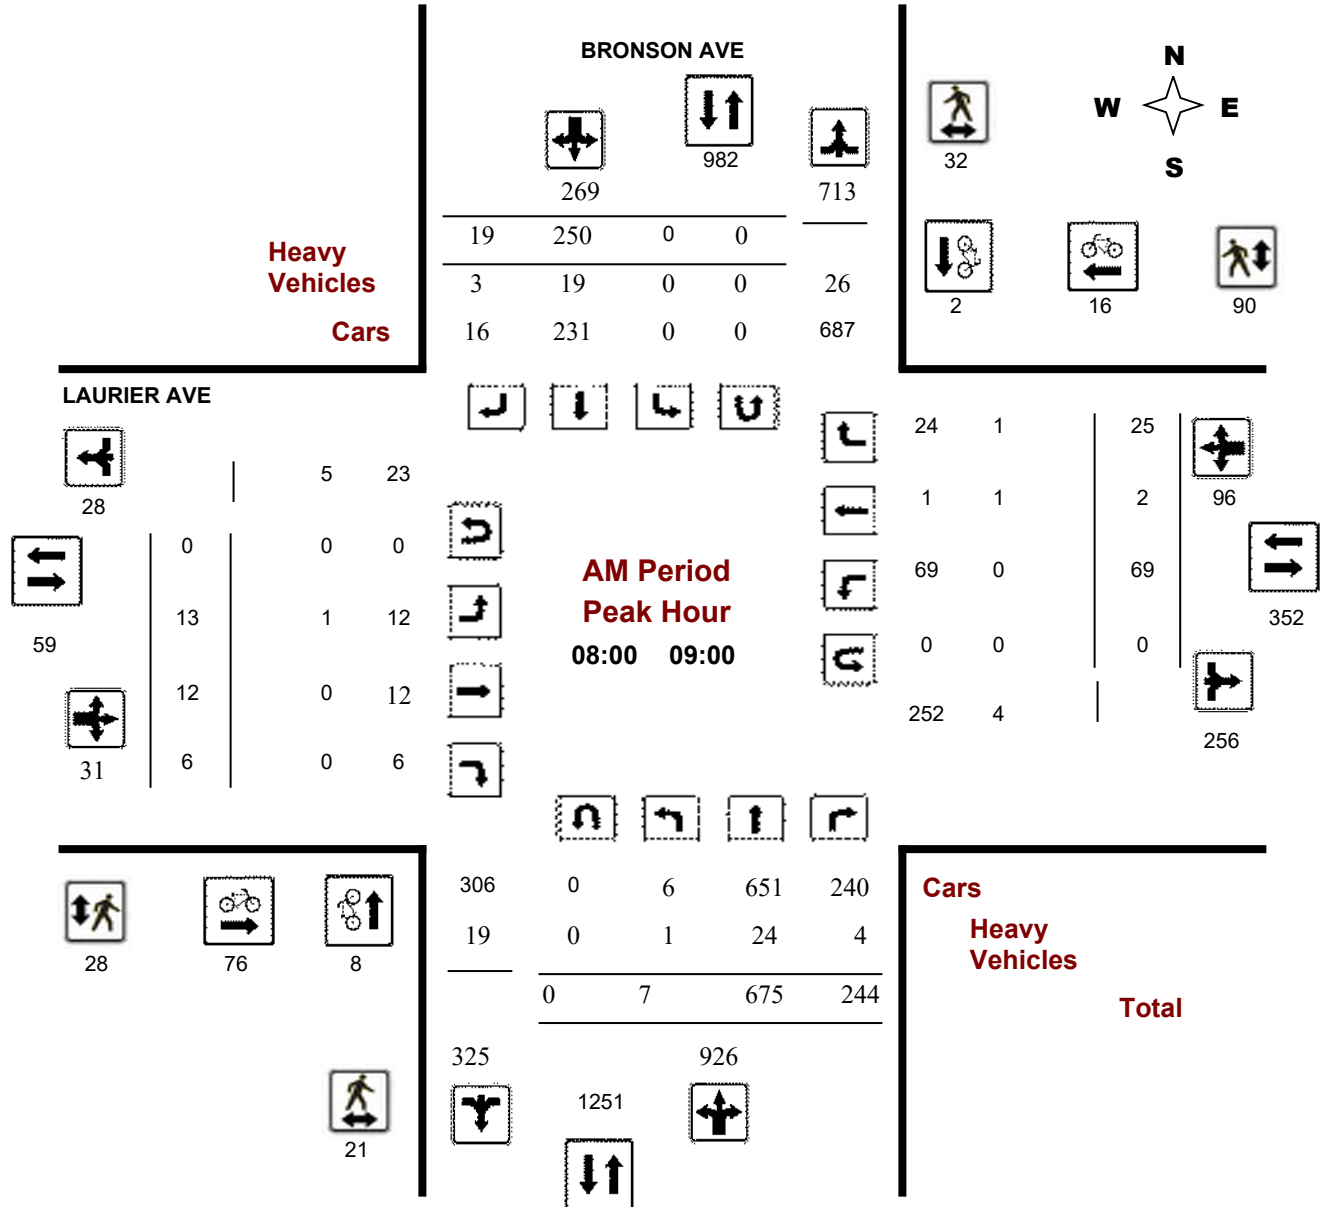 BRONSON AVE
N
W E
S
982
32
269 713
19 250 0 0
Heavy
Vehicles
3 19 0 0 26
2 16 90
Cars
16 231 0 0 687
LAURIER AVE
24 1 25
5 23
28
1 1 2 96
0 0 0
AM Period
Peak Hour
08:00 09:00
69 0 69
13 1 12
352
59
0 0 0
12 0 12
252 4
256
31
6 0 6
306 0 6 651 240
Cars
19 0 1 24 4
Heavy
Vehicles
28 76 8
0 7 675 244
Total
325 926
1251
21